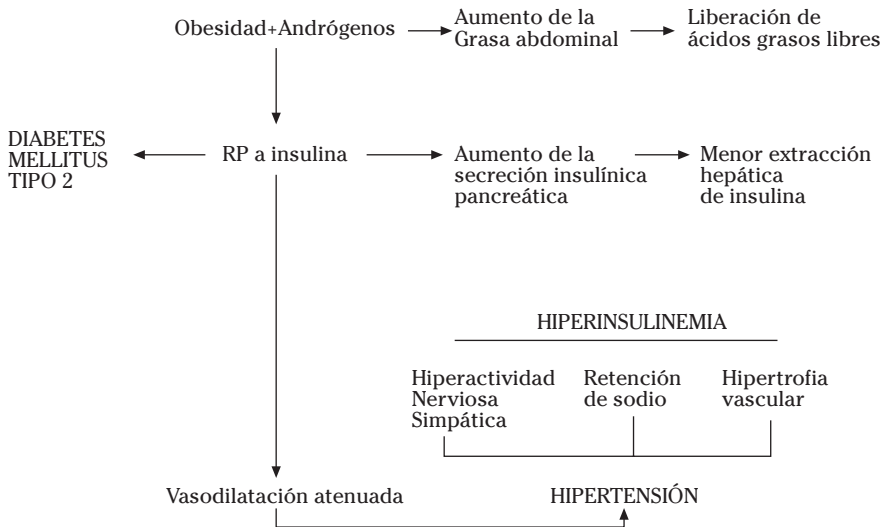 Obesidad+Andrógenos
Aumento de la
Grasa abdominal
Liberación de
ácidos grasos libres
DIABETES
MELLITUS
TIPO 2
RP a insulina
Aumento de la
secreción insulínica
pancreática
Menor extracción
hepática
de insulina
HIPERINSULINEMIA
Hiperactividad
Nerviosa
Simpática
Retención
de sodio
Hipertrofia
vascular
Vasodilatación atenuada
HIPERTENSIÓN